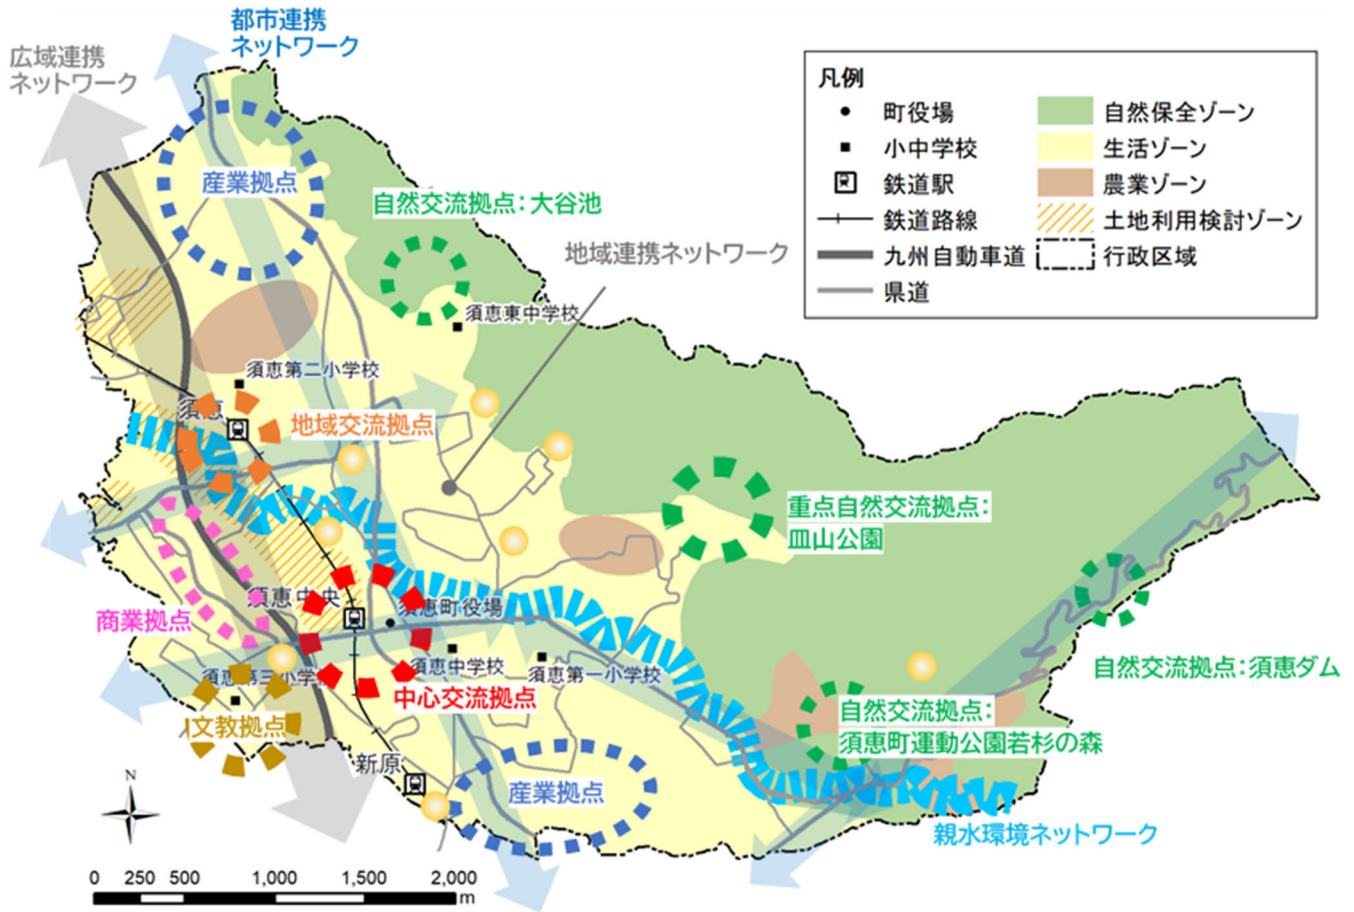 都市連携
ネットワーク
広域連携
ネットワーク
凡例
町役場
小中学校
鉄道駅
鉄道路線
九州自動車道
県道
自然保全ゾーン
生活ゾーン
農業ゾーン
土地利用検討ゾーン
行政区域
産業拠点
自然交流拠点：大谷池
地域連携ネットワーク
須恵東中学校
須恵第二小学校
須恵
地域交流拠点
重点自然交流拠点：
皿山公園
須恵中央
須恵町役場
商業拠点
須恵中学校
須恵第一小学校
須恵第三小学校
自然交流拠点：須恵ダム
中心交流拠点
文教拠点
自然交流拠点：
須恵町運動公園若杉の森
新原
産業拠点
親水環境ネットワーク
N
0 250 500 1,000 1,500 2,000
m